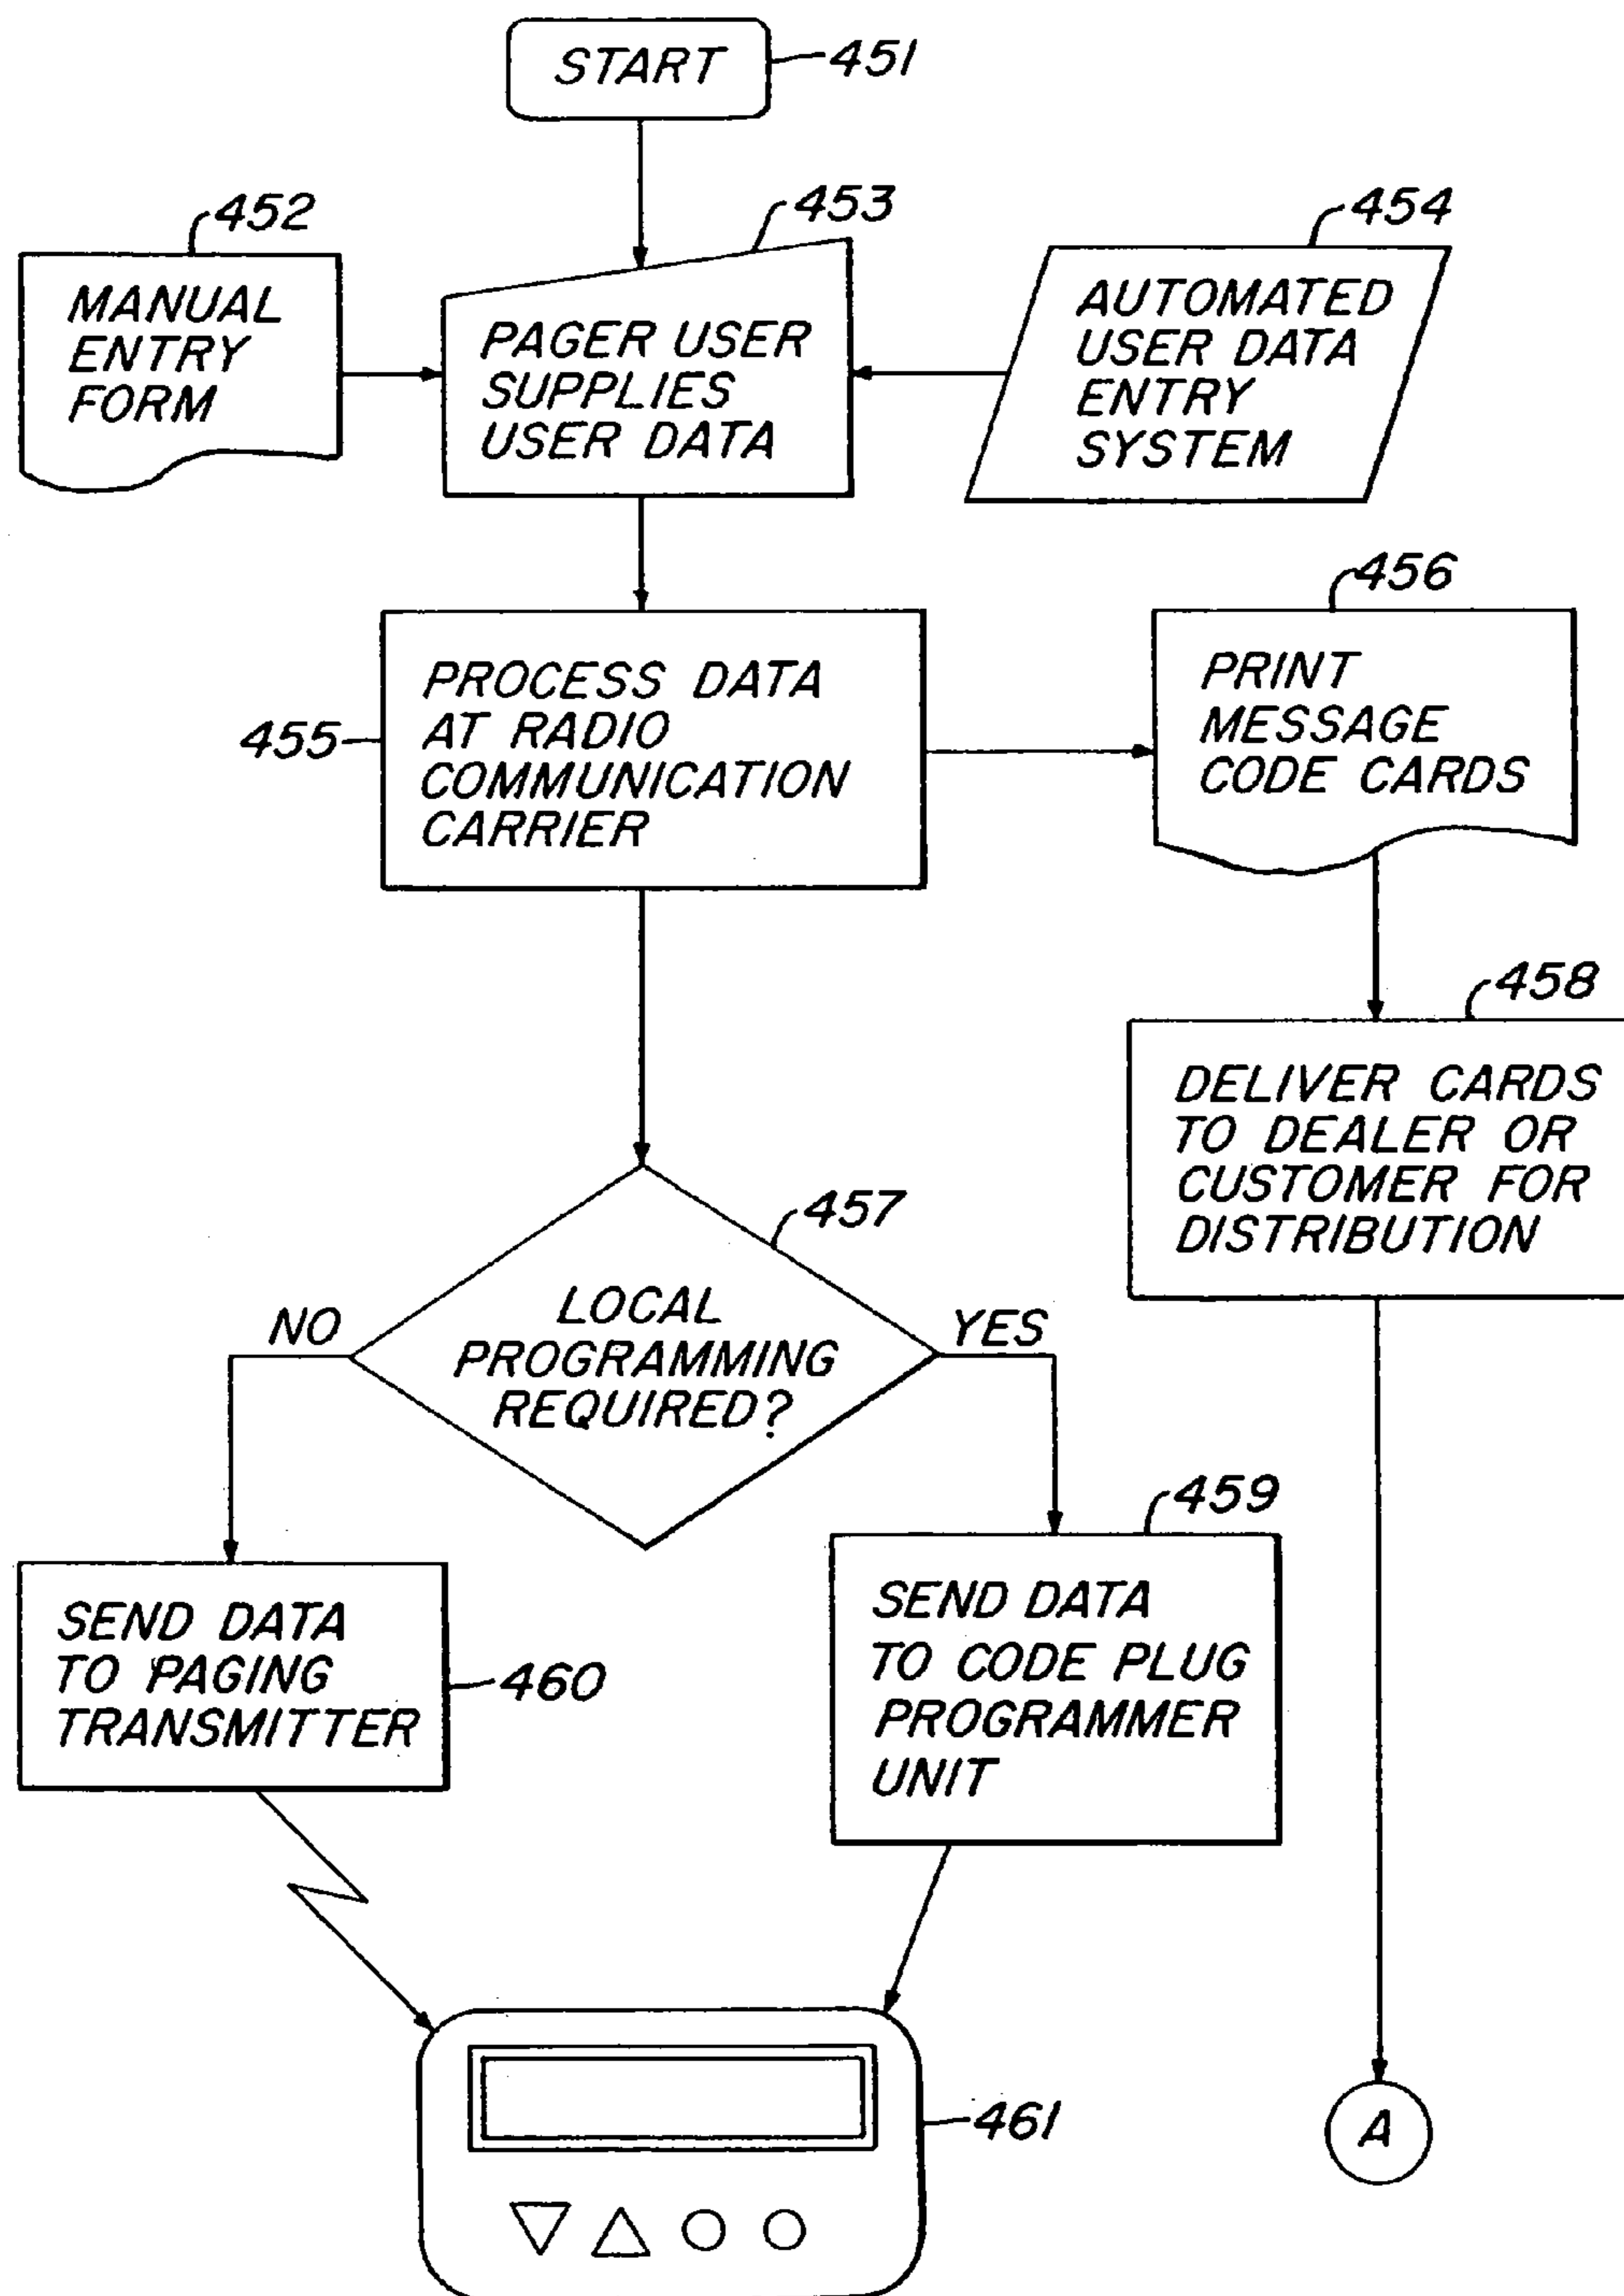 START
451
452
453
454
MANUAL
ENTRY
FORM
PAGER USER
SUPPLIES
USER DATA
AUTOMATED
USER DATA
ENTRY
SYSTEM
455
PROCESS DATA
AT RADIO
COMMUNICATION
CARRIER
456
PRINT
MESSAGE
CODE CARDS
458
DELIVER CARDS
TO DEALER OR
CUSTOMER FOR
DISTRIBUTION
457
LOCAL
PROGRAMMING
REQUIRED?
NO
YES
459
SEND DATA
TO PAGING
TRANSMITTER
460
SEND DATA
TO CODE PLUG
PROGRAMMER
UNIT
461
A